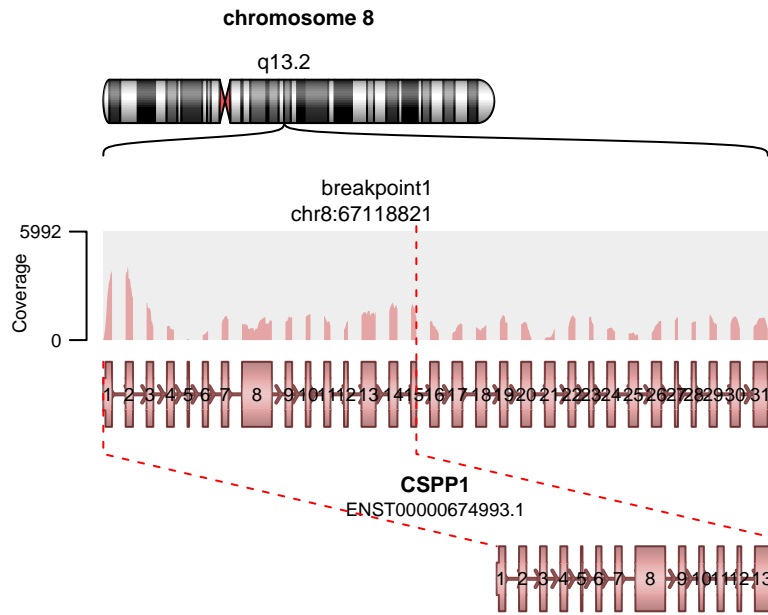 chromosome 8
q13.2
breakpoint1
chr8:67118821
5992
Coverage
0
1 2 3 4 5 6 7 8 9 10 11 12 13 14 15 16 17 18 19 20 21 22 23 24 25 26 27 28 29 30 31
CSPP1
ENST00000674993.1
1 2 3 4 5 6 7 8 9 10 11 12 13